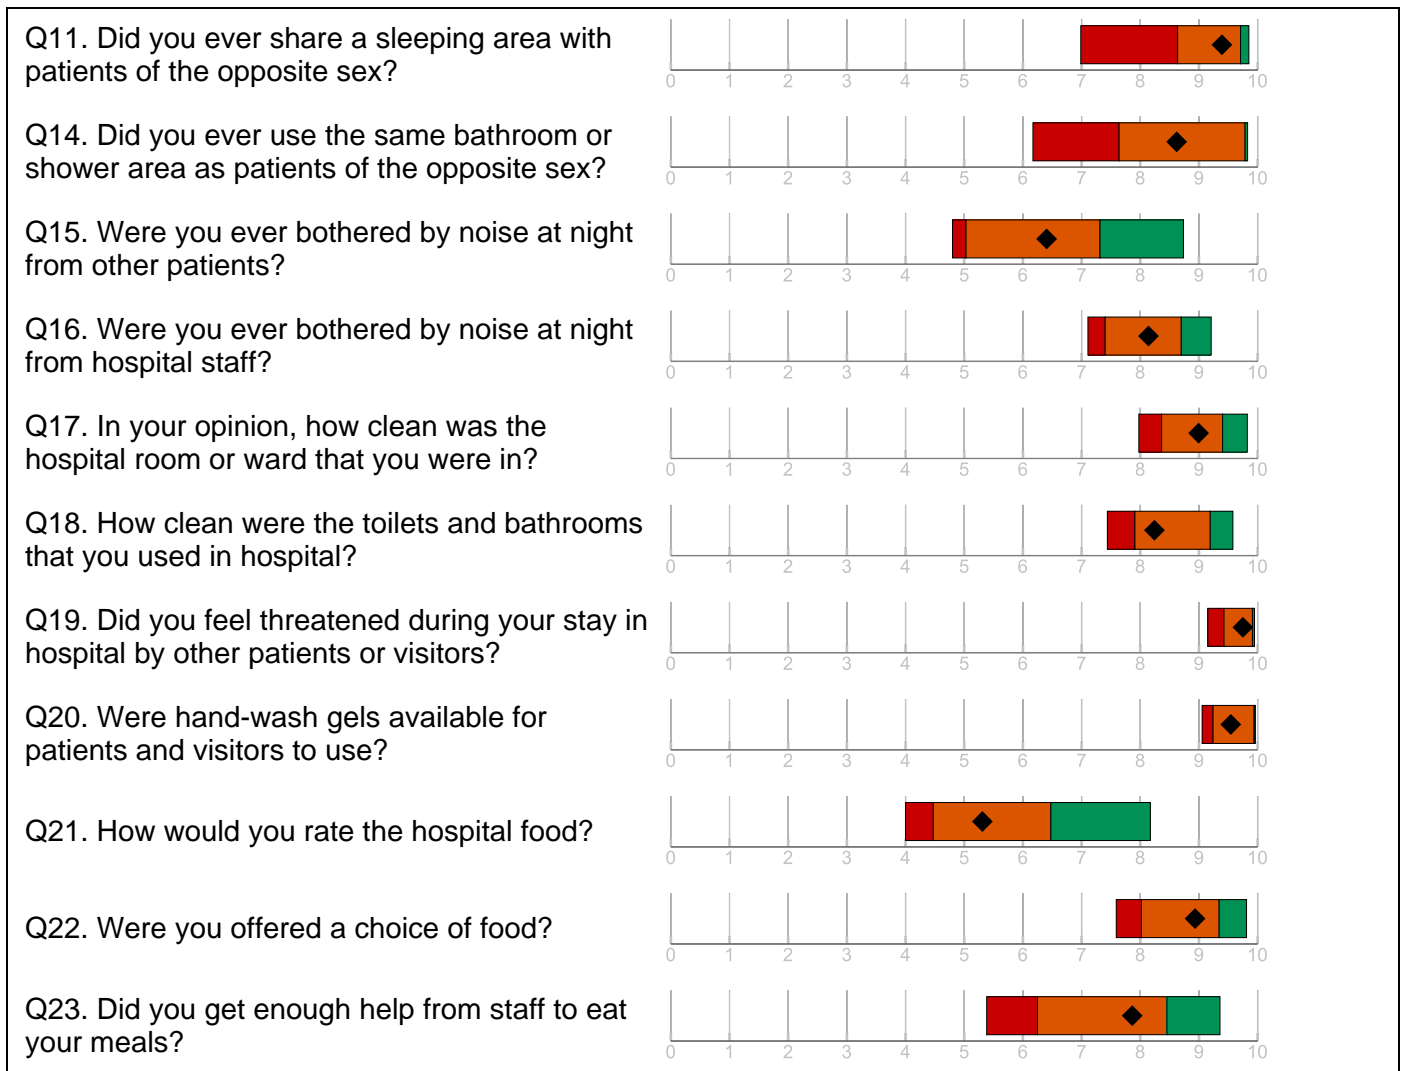 Q11. Did you ever share a sleeping area with
patients of the opposite sex?
0 1 2 3 4 5 6 7 8 9 10
Q14. Did you ever use the same bathroom or
shower area as patients of the opposite sex?
0 1 2 3 4 5 6 7 8 9 10
Q15. Were you ever bothered by noise at night
from other patients?
0 1 2 3 4 5 6 7 8 9 10
Q16. Were you ever bothered by noise at night
from hospital staff?
0 1 2 3 4 5 6 7 8 9 10
Q17. In your opinion, how clean was the
hospital room or ward that you were in?
0 1 2 3 4 5 6 7 8 9 10
Q18. How clean were the toilets and bathrooms
that you used in hospital?
0 1 2 3 4 5 6 7 8 9 10
Q19. Did you feel threatened during your stay in
hospital by other patients or visitors?
0 1 2 3 4 5 6 7 8 9 10
Q20. Were hand-wash gels available for
patients and visitors to use?
0 1 2 3 4 5 6 7 8 9 10
Q21. How would you rate the hospital food?
0 1 2 3 4 5 6 7 8 9 10
Q22. Were you offered a choice of food?
0 1 2 3 4 5 6 7 8 9 10
Q23. Did you get enough help from staff to eat
your meals?
0 1 2 3 4 5 6 7 8 9 10